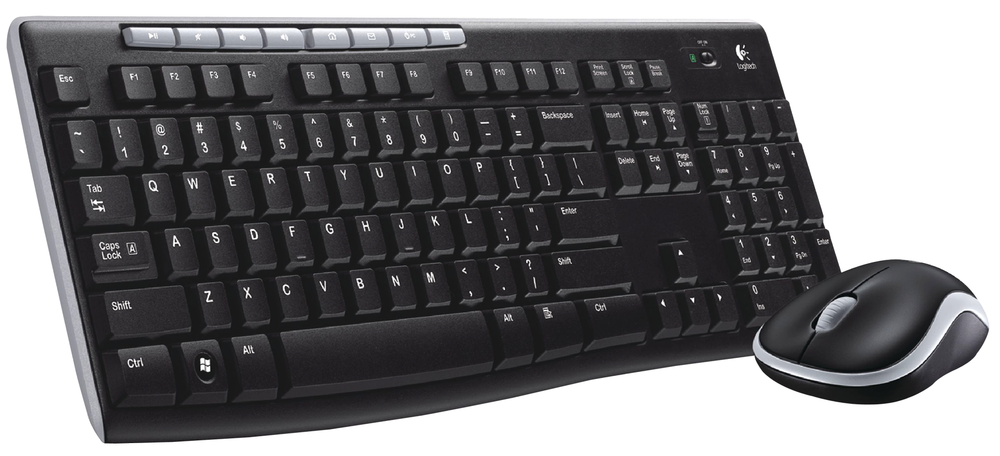 PC
OFF ON
A
Logitech
Esc
F1
F2
F3
F4
F5
F6
F7
F8
F9
F10
F11
F12
Print
Screen
Scroll
Lock
Pause
Break
~
`
!
1
@
2
#
3
$
4
%
5
^
6
&
7
*
8
(
9
)
0
—
-
+
=
Backspace
Insert
Home
Page
Up
Num
Lock
1
/
*
-
Tab
Q
W
E
R
T
Y
U
I
O
P
{
[
}
]
|
\
Delete
End
Page
Down
7
Home
8
9
Pg Up
+
Caps
Lock
A
A
S
D
F
G
H
J
K
L
:
;
"
'
Enter
4
5
6
Shift
Z
X
C
V
B
N
M
<
,
>
.
?
/
Shift
1
End
2
3
Pg Dn
Enter
Ctrl
Alt
Alt
Ctrl
0
Ins
.